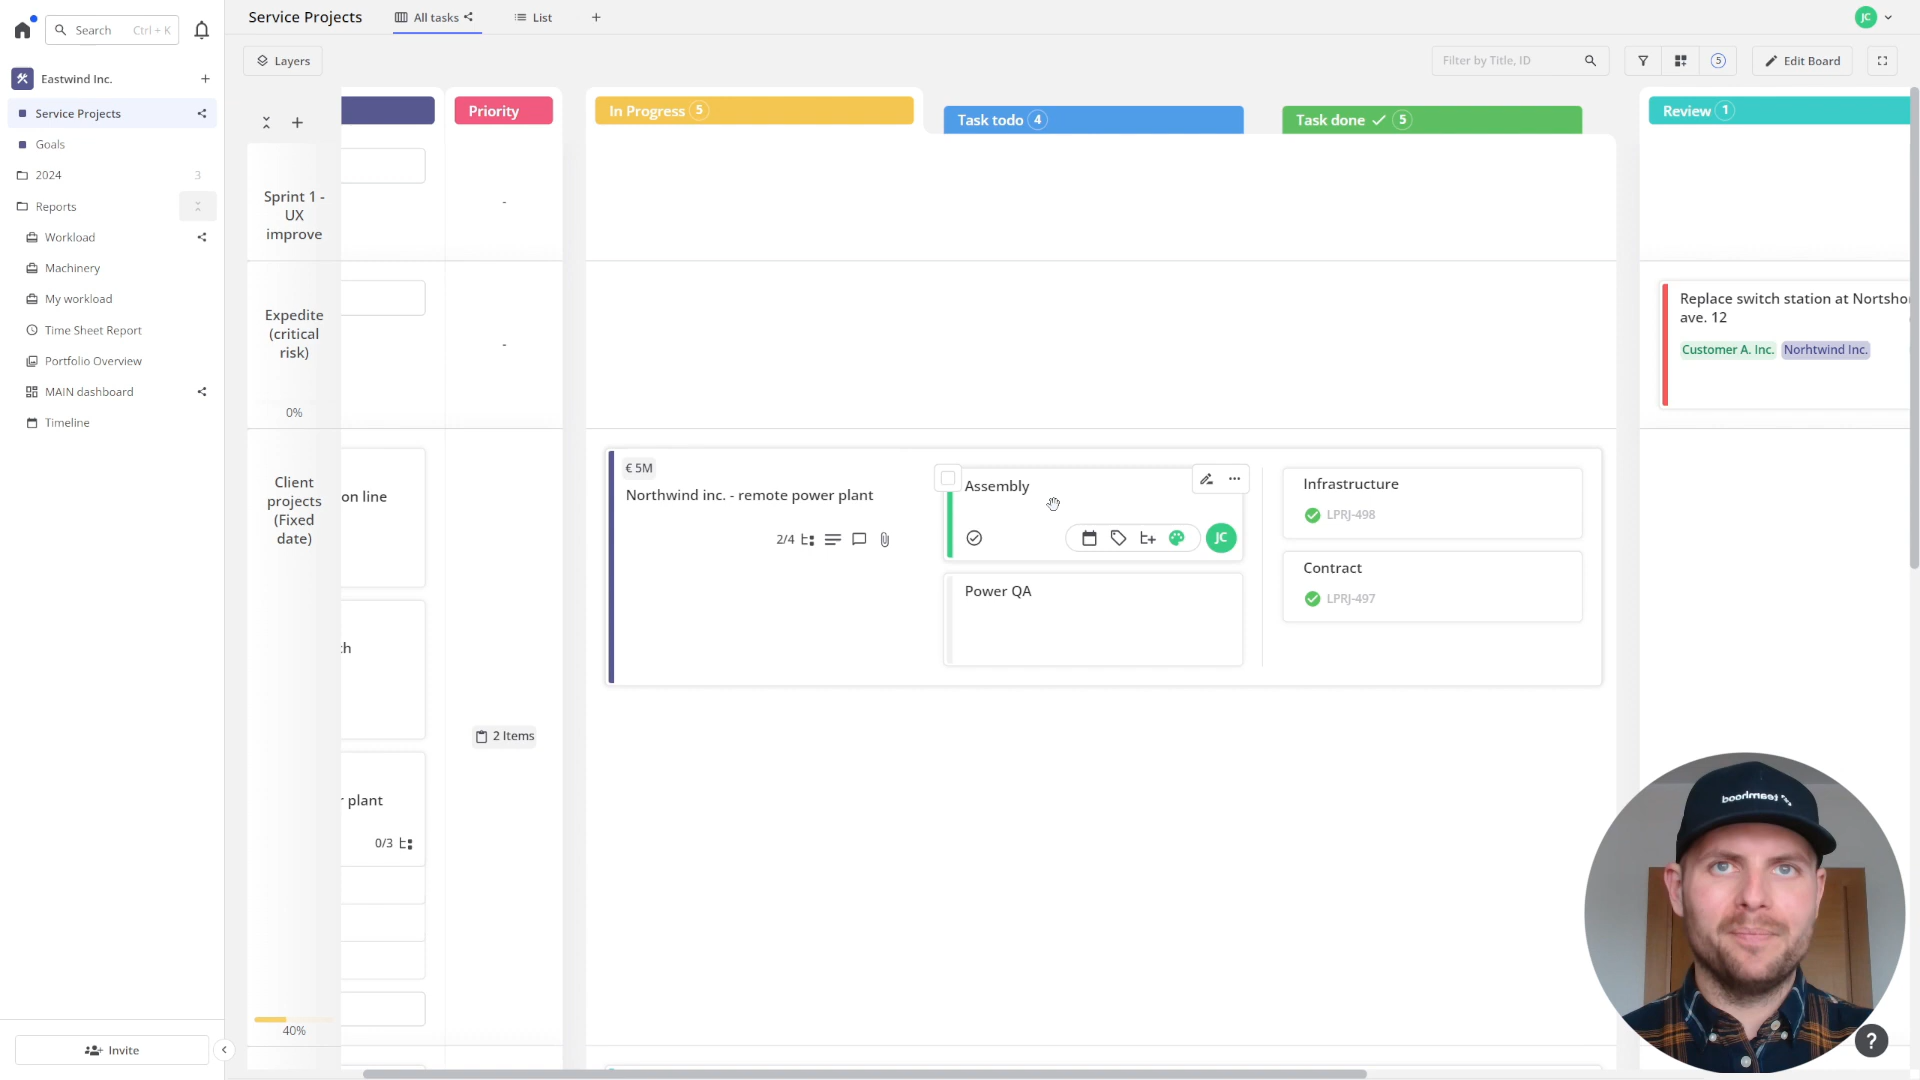 Search Ctrl + K
Eastwind Inc.
Service Projects
Goals
2024 3
Reports
Workload
Machinery
My workload
Time Sheet Report
Portfolio Overview
MAIN dashboard
Timeline
Invite
Service Projects All tasks List
JC
Layers
Filter by Title, ID
5
Edit Board
Priority
In Progress 5
Task todo 4
Task done 5
Review 1
Sprint 1 -
UX
improve
-
Expedite
(critical
risk)
0%
-
Replace switch station at Nortsho
ave. 12
Customer A. Inc. Norhtwind Inc.
Client
projects
(Fixed
date)
40%
on line
plant
0/3
2 Items
€ 5M
Northwind inc. - remote power plant
2/4
Assembly
JC
Power QA
Infrastructure
LPRJ-498
Contract
LPRJ-497
teamhood
?